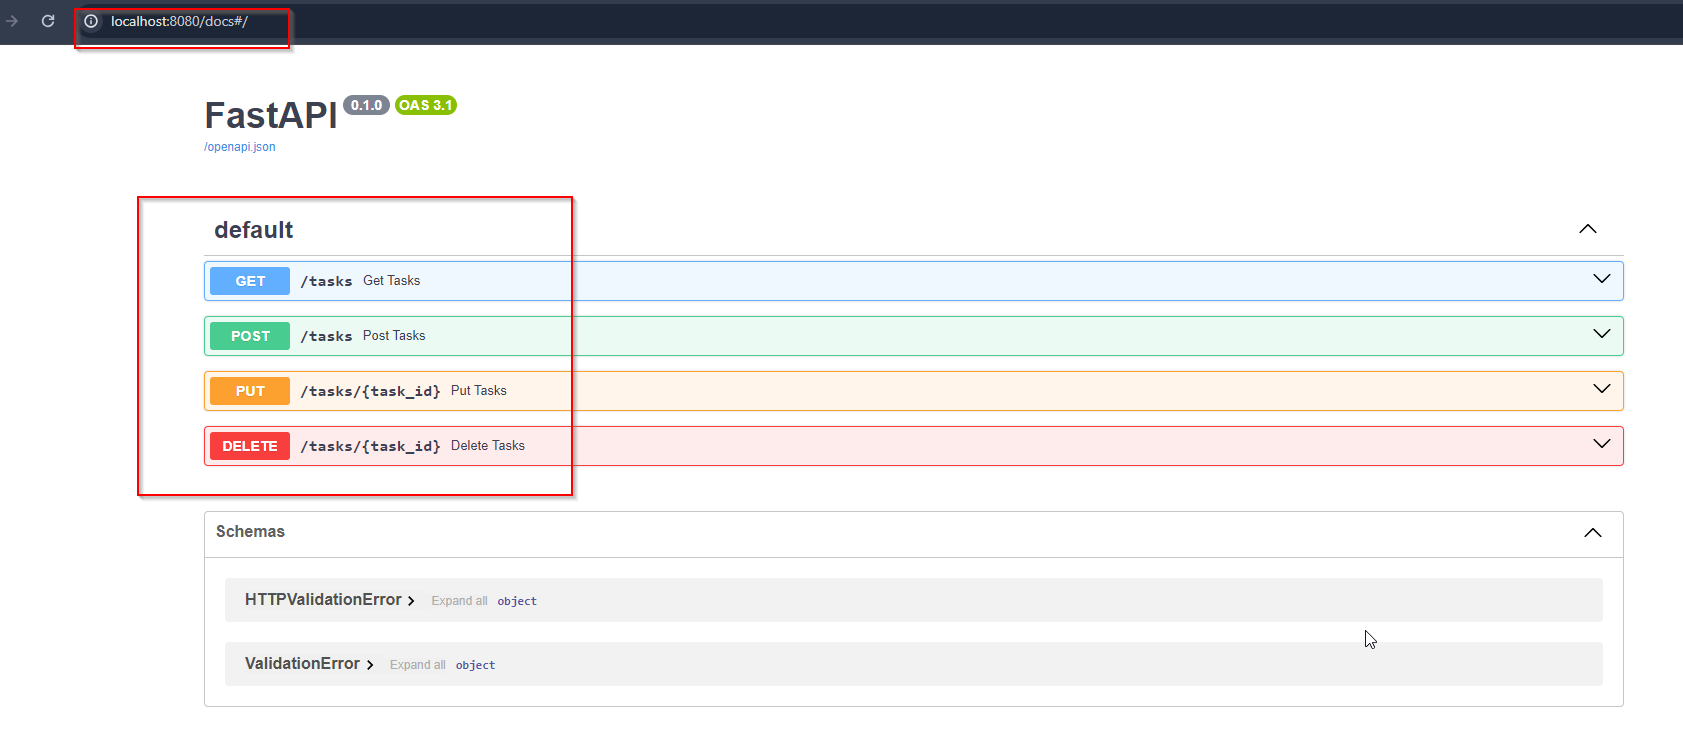 localhost:8080/docs#/
FastAPI 0.1.0 OAS 3.1
/openapi.json
default
GET /tasks Get Tasks
POST /tasks Post Tasks
PUT /tasks/{task_id} Put Tasks
DELETE /tasks/{task_id} Delete Tasks
Schemas
HTTPValidationError Expand all object
ValidationError Expand all object